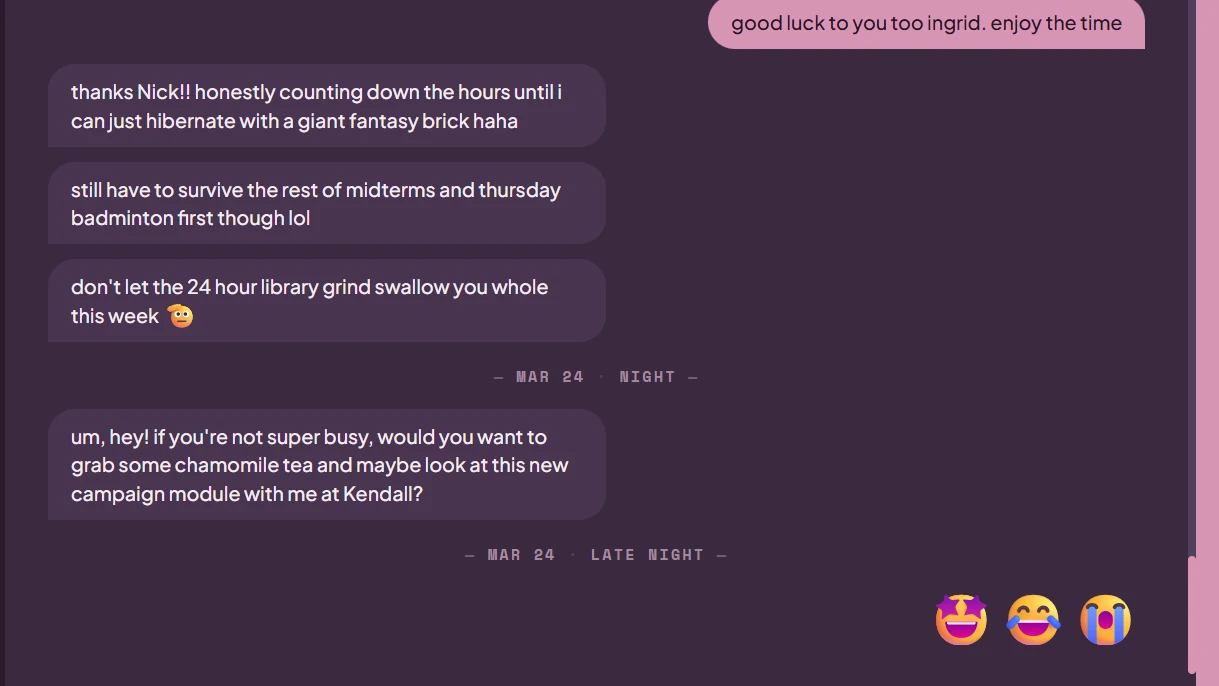 good luck to you too ingrid. enjoy the time
thanks Nick!! honestly counting down the hours until i
can just hibernate with a giant fantasy brick haha
still have to survive the rest of midterms and thursday
badminton first though lol
don't let the 24 hour library grind swallow you whole
this week 🫡
— MAR 24 · NIGHT —
um, hey! if you're not super busy, would you want to
grab some chamomile tea and maybe look at this new
campaign module with me at Kendall?
— MAR 24 · LATE NIGHT —
🤩 😂 😭